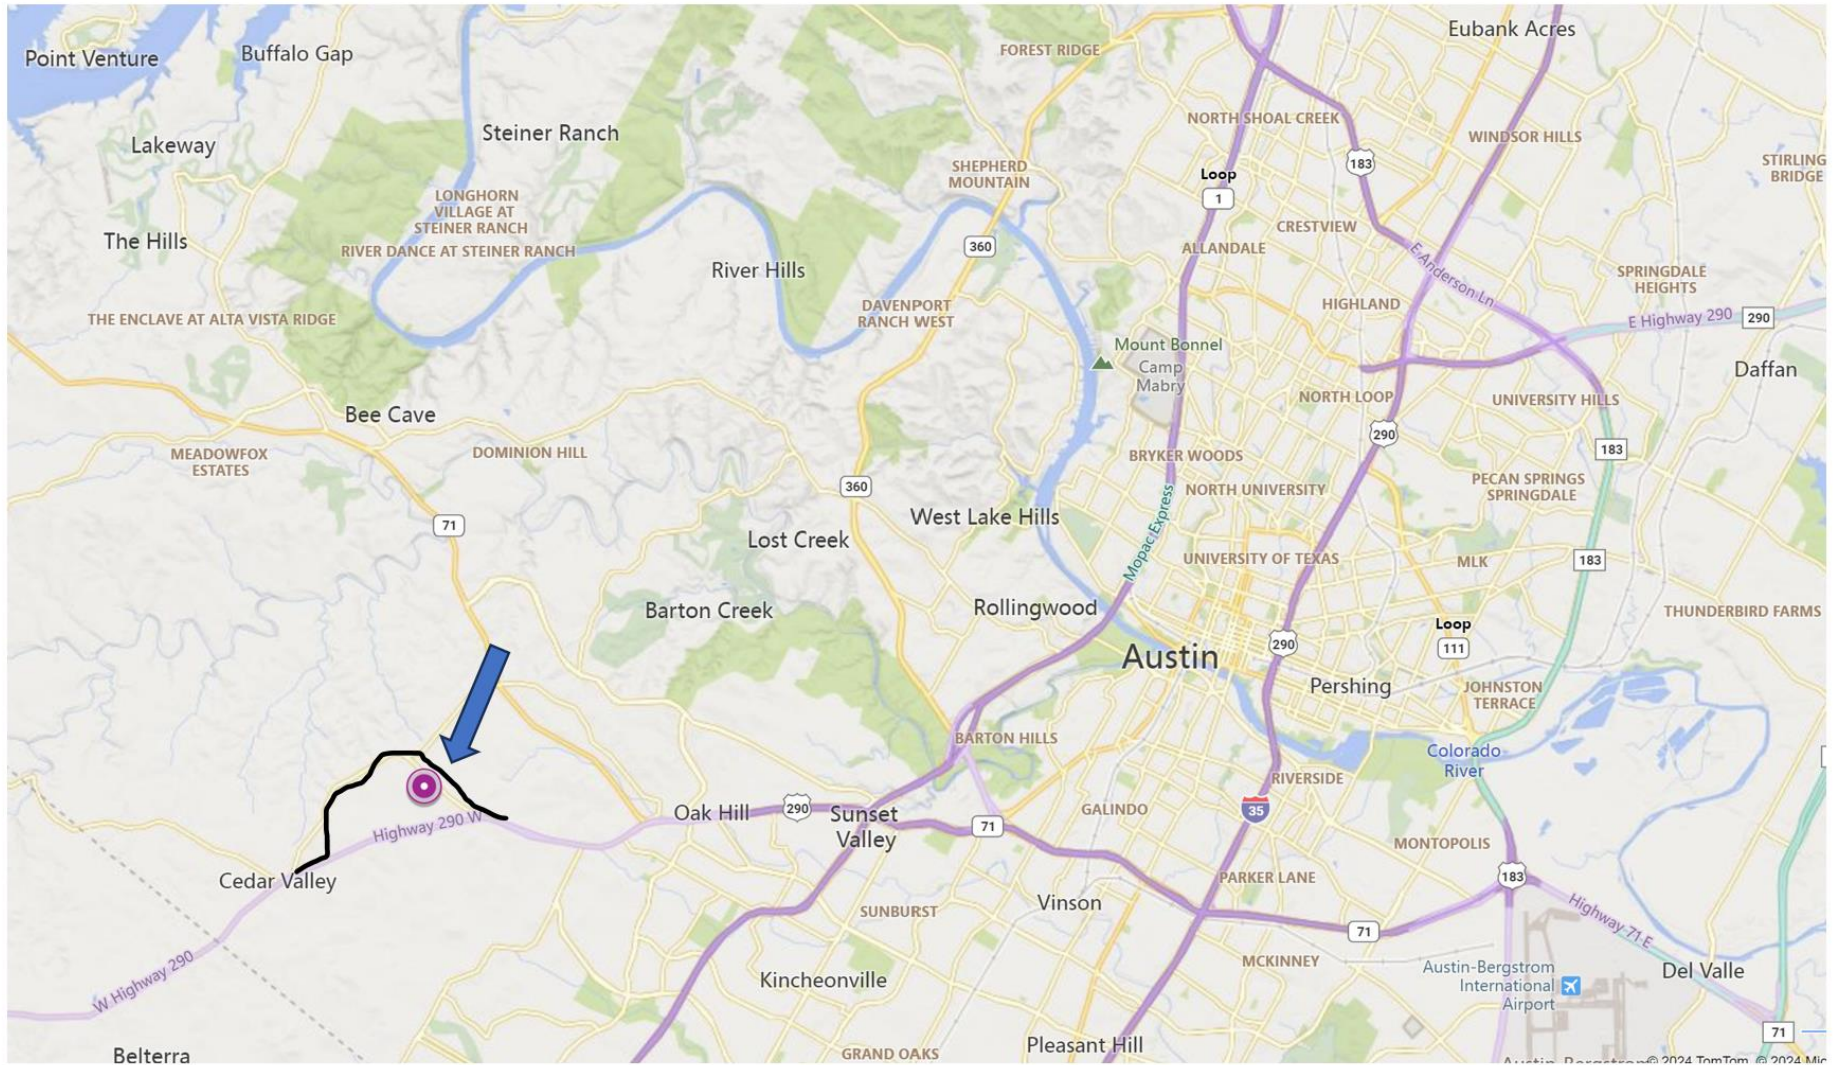 Point Venture
Buffalo Gap
FOREST RIDGE
Eubank Acres
Lakeway
Steiner Ranch
NORTH SHOAL CREEK
WINDSOR HILLS
183
SHEPHERD
MOUNTAIN
Loop
1
STIRLING
BRIDGE
LONGHORN
VILLAGE AT
STEINER RANCH
RIVER DANCE AT STEINER RANCH
The Hills
360
CRESTVIEW
ALLANDALE
E Anderson Ln
River Hills
SPRINGDALE
HEIGHTS
THE ENCLAVE AT ALTA VISTA RIDGE
DAVENPORT
RANCH WEST
HIGHLAND
E Highway 290
290
Mount Bonnel
Camp
Mabry
Daffan
Bee Cave
NORTH LOOP
UNIVERSITY HILLS
290
183
MEADOWFOX
ESTATES
DOMINION HILL
BRYKER WOODS
360
NORTH UNIVERSITY
PECAN SPRINGS
SPRINGDALE
71
West Lake Hills
Mopac Express
Lost Creek
UNIVERSITY OF TEXAS
MLK
183
Barton Creek
Rollingwood
THUNDERBIRD FARMS
Loop
111
290
Austin
Pershing
JOHNSTON
TERRACE
BARTON HILLS
Colorado
River
RIVERSIDE
Highway 290 W
Oak Hill
290
Sunset
Valley
71
GALINDO
35
MONTOPOLIS
Cedar Valley
PARKER LANE
183
Vinson
SUNBURST
71
Highway 71 E
W Highway 290
Kincheonville
MCKINNEY
Austin-Bergstrom
International
Airport
Del Valle
71
Belterra
GRAND OAKS
Pleasant Hill
Austin-Bergstrom
© 2024 TomTom, © 2024 Mic